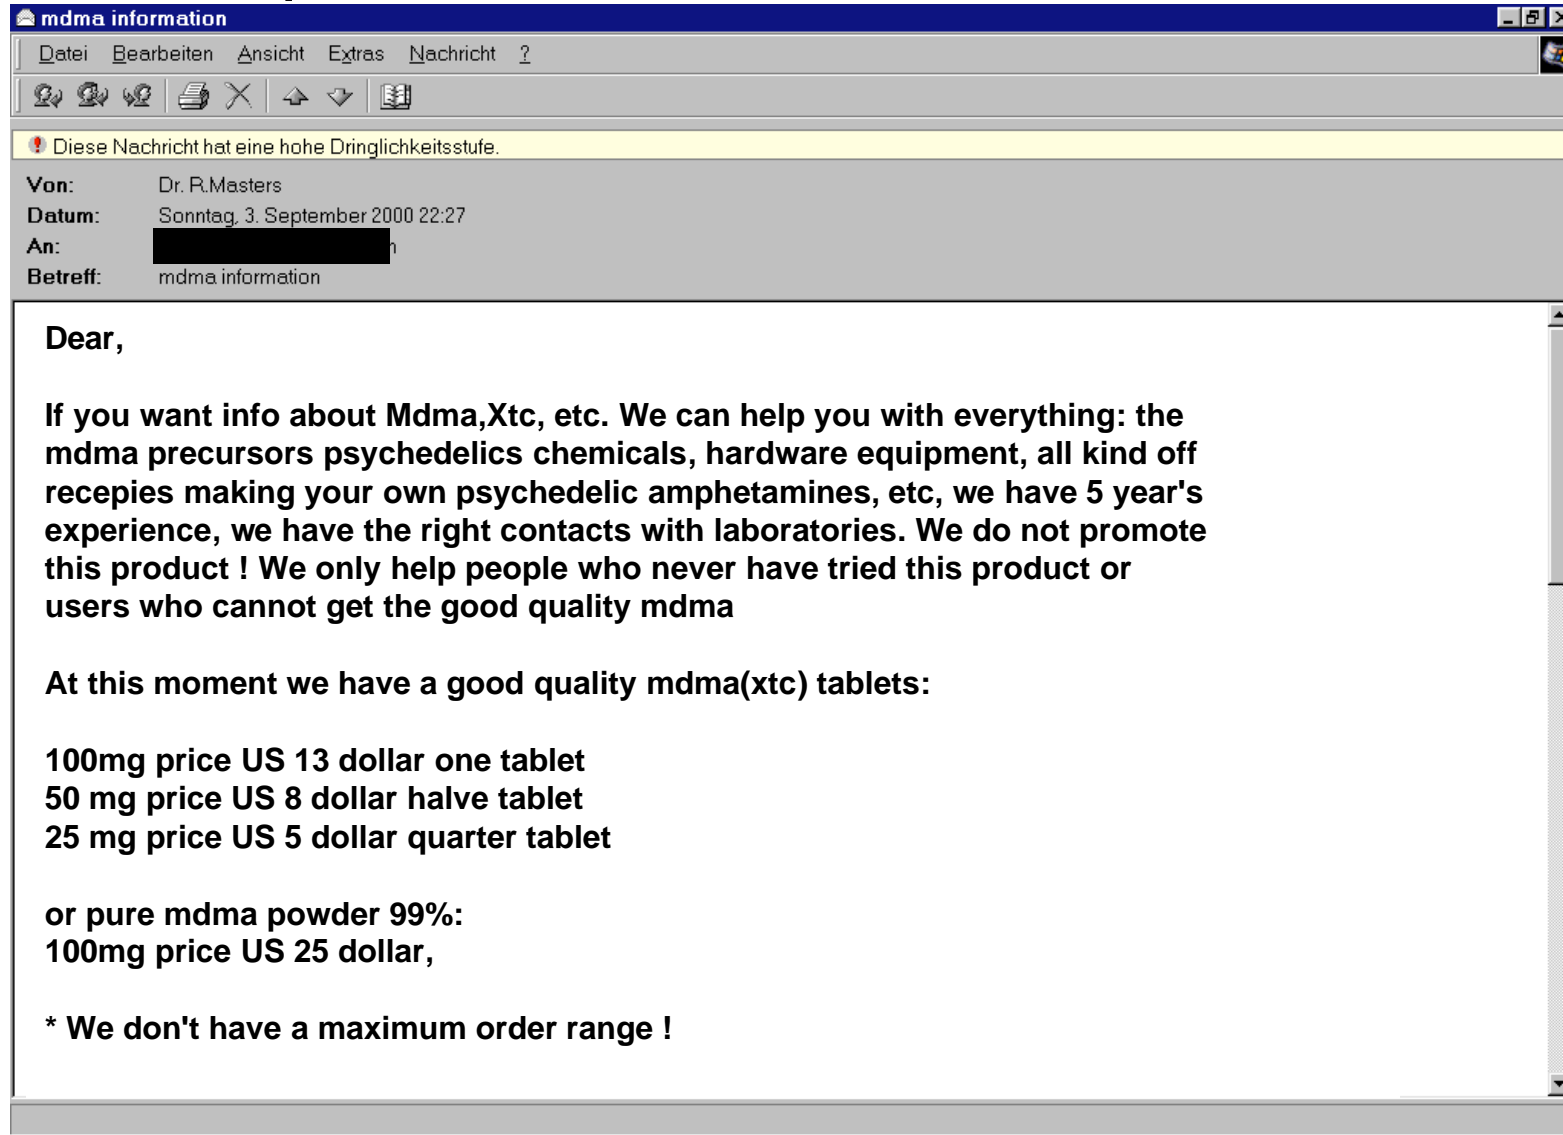 mdma information
Datei Bearbeiten Ansicht Extras Nachricht ?
Diese Nachricht hat eine hohe Dringlichkeitsstufe.
Von: Dr. R.Masters
Datum: Sonntag, 3. September 2000 22:27
An:
Betreff: mdma information
Dear,
If you want info about Mdma,Xtc, etc. We can help you with everything: the
mdma precursors psychedelics chemicals, hardware equipment, all kind off
recepies making your own psychedelic amphetamines, etc, we have 5 year's
experience, we have the right contacts with laboratories. We do not promote
this product ! We only help people who never have tried this product or
users who cannot get the good quality mdma
At this moment we have a good quality mdma(xtc) tablets:
100mg price US 13 dollar one tablet
50 mg price US 8 dollar halve tablet
25 mg price US 5 dollar quarter tablet
or pure mdma powder 99%:
100mg price US 25 dollar,
* We don't have a maximum order range !